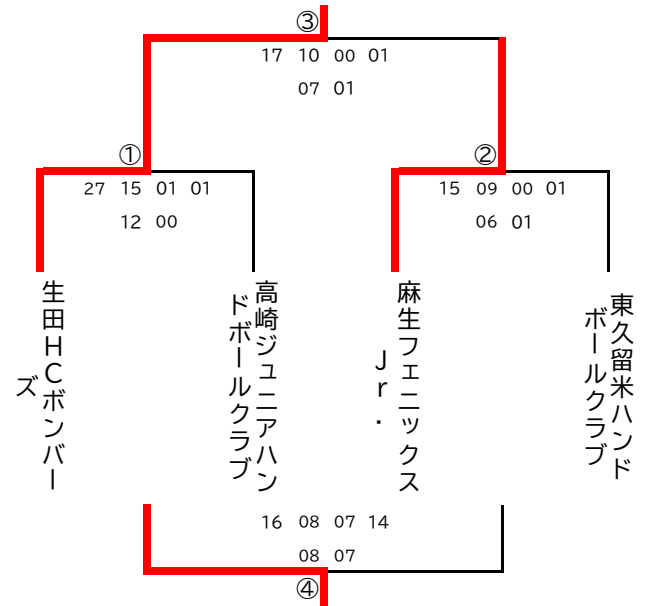 ③
17 10 00 01
07 01
①
27 15 01 01
12 00
②
15 09 00 01
06 01
生田HCボンバー
ズ
高崎ジュニアハン
ドボールクラブ
麻生フェニックス
Jr.
東久留米ハンド
ボールクラブ
16 08 07 14
08 07
④